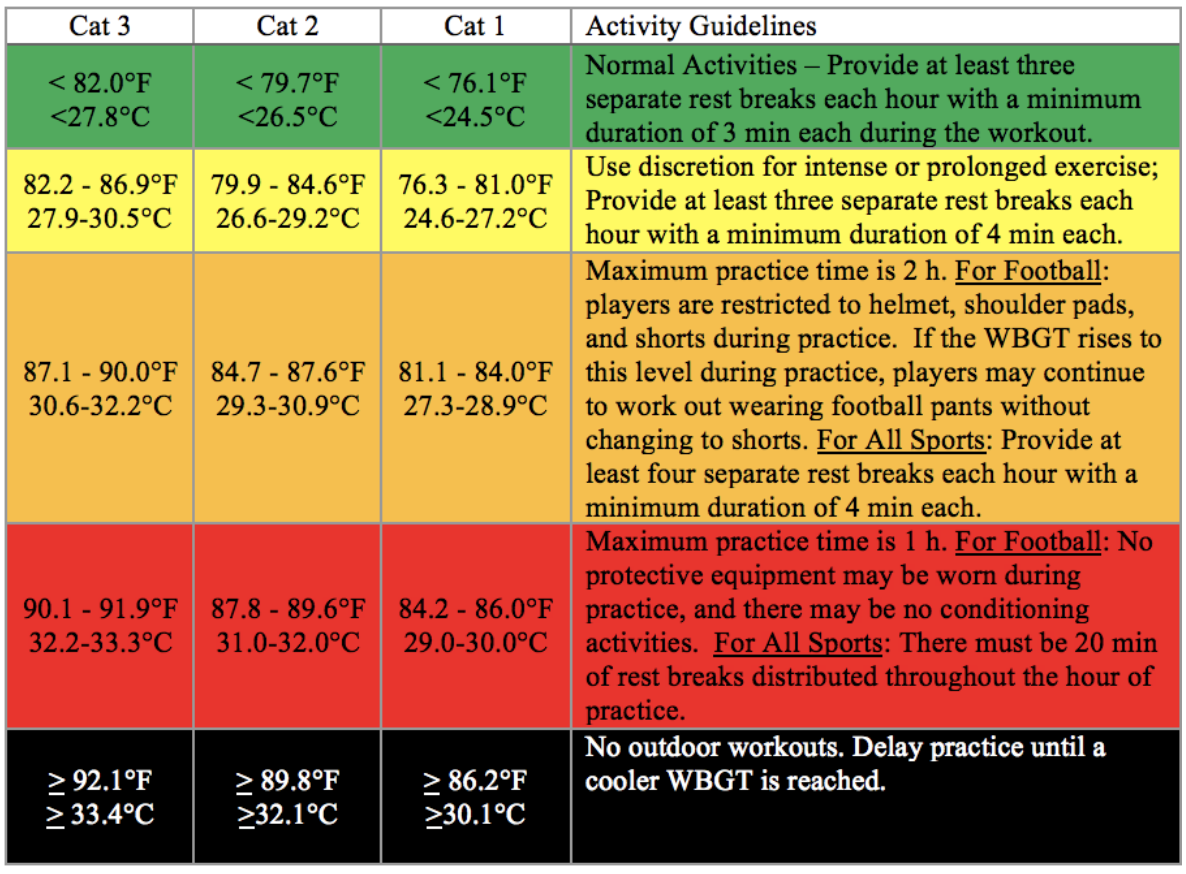 Cat 3 Cat 2 Cat 1 Activity Guidelines
< 82.0°F
<27.8°C
< 79.7°F
<26.5°C
< 76.1°F
<24.5°C
Normal Activities – Provide at least three
separate rest breaks each hour with a minimum
duration of 3 min each during the workout.
82.2 - 86.9°F
27.9-30.5°C
79.9 - 84.6°F
26.6-29.2°C
76.3 - 81.0°F
24.6-27.2°C
Use discretion for intense or prolonged exercise;
Provide at least three separate rest breaks each
hour with a minimum duration of 4 min each.
87.1 - 90.0°F
30.6-32.2°C
84.7 - 87.6°F
29.3-30.9°C
81.1 - 84.0°F
27.3-28.9°C
Maximum practice time is 2 h. For Football:
players are restricted to helmet, shoulder pads,
and shorts during practice.  If the WBGT rises to
this level during practice, players may continue
to work out wearing football pants without
changing to shorts. For All Sports: Provide at
least four separate rest breaks each hour with a
minimum duration of 4 min each.
90.1 - 91.9°F
32.2-33.3°C
87.8 - 89.6°F
31.0-32.0°C
84.2 - 86.0°F
29.0-30.0°C
Maximum practice time is 1 h. For Football: No
protective equipment may be worn during
practice, and there may be no conditioning
activities.  For All Sports: There must be 20 min
of rest breaks distributed throughout the hour of
practice.
≥ 92.1°F
≥ 33.4°C
≥ 89.8°F
≥32.1°C
≥ 86.2°F
≥30.1°C
No outdoor workouts. Delay practice until a
cooler WBGT is reached.